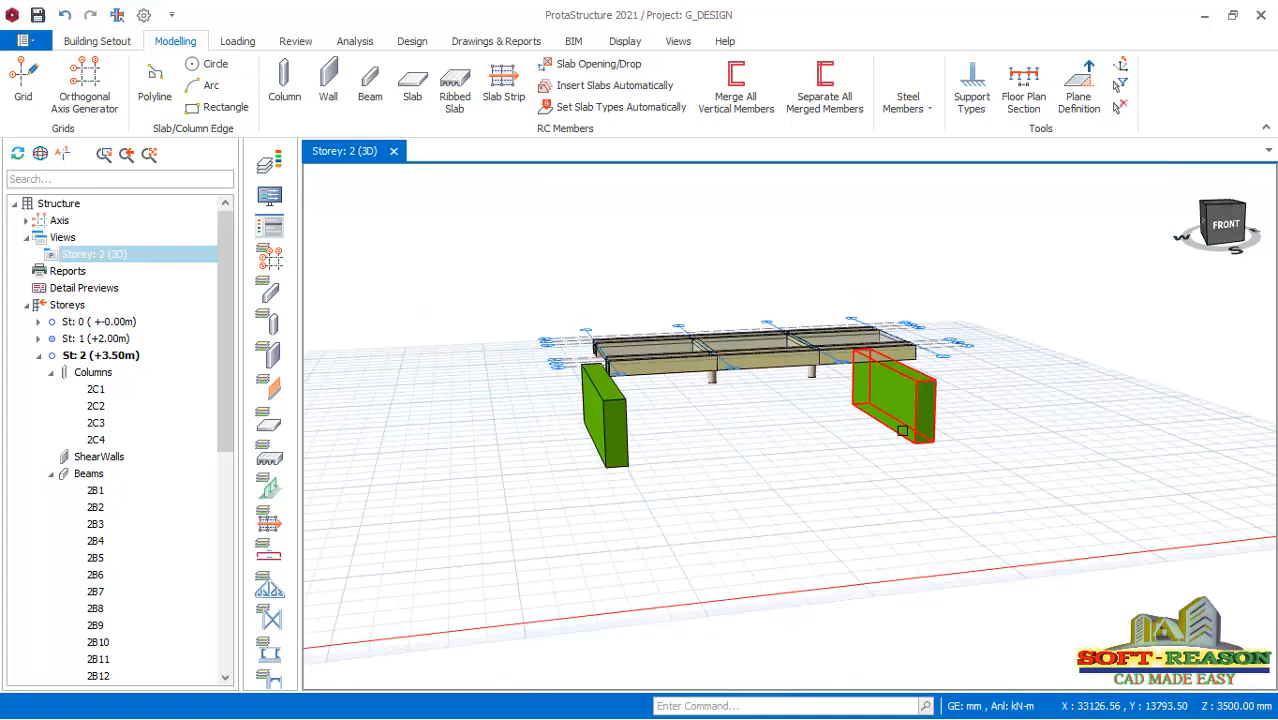 ProtaStructure 2021 / Project: G_DESIGN
Building Setout
Modelling
Loading
Review
Analysis
Design
Drawings & Reports
BIM
Display
Views
Help
Grid
Orthogonal
Axis Generator
Grids
Polyline
Circle
Arc
Rectangle
Slab/Column Edge
Column
Wall
Beam
Slab
Ribbed
Slab
Slab Strip
Slab Opening/Drop
Insert Slabs Automatically
Set Slab Types Automatically
RC Members
Merge All
Vertical Members
Separate All
Merged Members
Steel
Members
Support
Types
Floor Plan
Section
Plane
Definition
Tools
Search...
Structure
Axis
Views
Storey: 2 (3D)
Reports
Detail Previews
Storeys
St: 0 ( +-0.00m)
St: 1 (+2.00m)
St: 2 (+3.50m)
Columns
2C1
2C2
2C3
2C4
ShearWalls
Beams
2B1
2B2
2B3
2B4
2B5
2B6
2B7
2B8
2B9
2B10
2B11
2B12
Storey: 2 (3D)
FRONT
W
S
SOFT-REASON
CAD MADE EASY
Enter Command...
GE: mm, Anl: kN-m
X : 33126.56 , Y : 13793.50
Z : 3500.00 mm